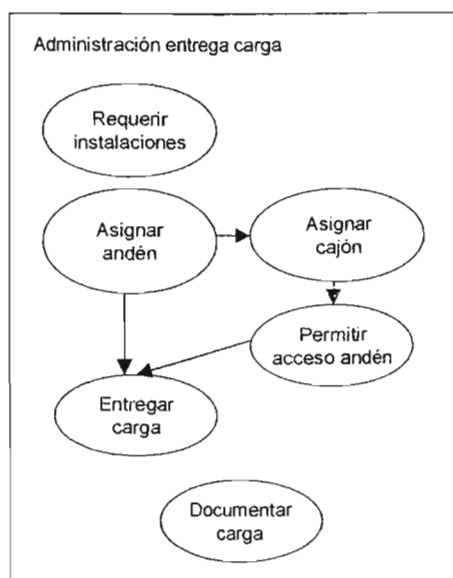 Administración entrega carga
Requerir
instalaciones
Asignar
andén
Asignar
cajón
Permitir
acceso andén
Entregar
carga
Documentar
carga